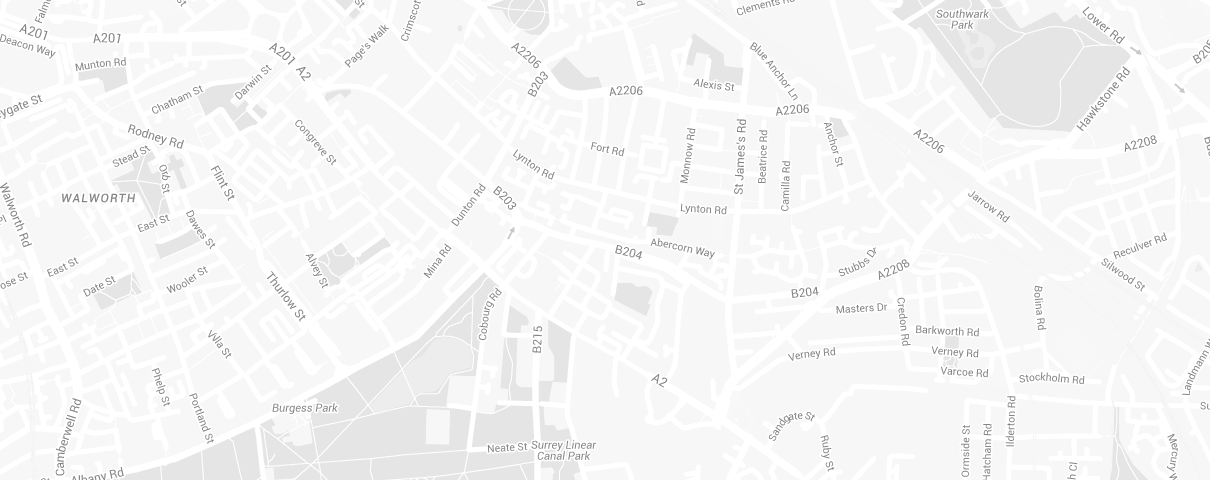 A201
Deacon Way
A201
Munton Rd
Chatham St
Darwin St
A201
A2
Page's Walk
A2206
B203
A2206
Clements Rd
Alexis St
Blue Anchor Ln
A2206
Southwark
Park
Lower Rd
Hawkstone Rd
A2206
A2208
Rodney Rd
Stead St
Orb St
Flint St
Congreve St
Lynton Rd
Fort Rd
Monnow Rd
St James's Rd
Beatrice Rd
Camilla Rd
Anchor St
WALWORTH
Walworth Rd
East St
Dawes St
Dunton Rd
B203
Lynton Rd
Jarrow Rd
East St
Date St
Wooler St
Alvey St
Mina Rd
B204
Abercorn Way
Stubbs Dr
A2208
Reculver Rd
Silwood St
Thurlow St
Cobourg Rd
B215
B204
Masters Dr
Credon Rd
Bolina Rd
Barkworth Rd
Villa St
Verney Rd
Verney Rd
Varcoe Rd
Stockholm Rd
Phelp St
Portland St
A2
Burgess Park
Camberwell Rd
Albany Rd
Neate St
Surrey Linear
Canal Park
Sandgate St
Ruby St
Ormside St
Hatcham Rd
Ilderton Rd